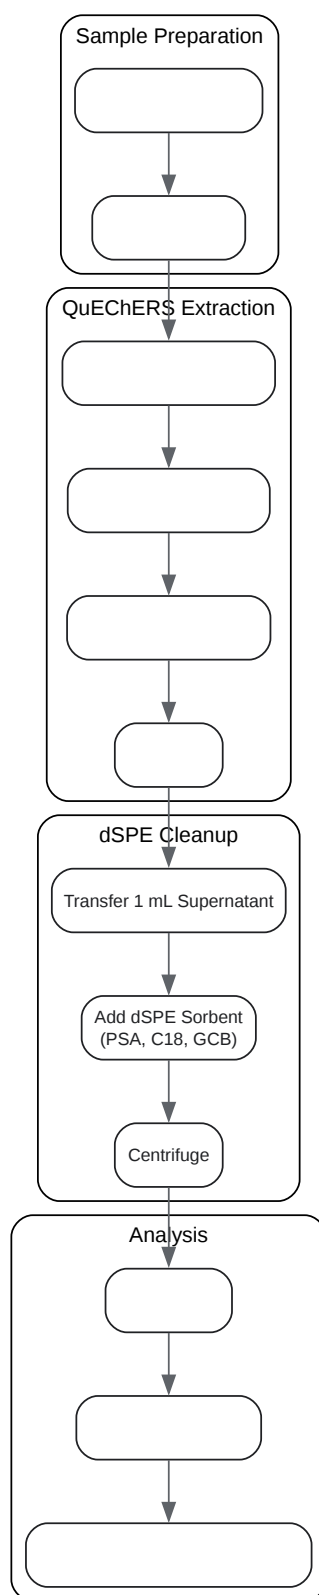 Sample Preparation
QuEChERS Extraction
dSPE Cleanup
Transfer 1 mL Supernatant
Add dSPE Sorbent
(PSA, C18, GCB)
Centrifuge
Analysis